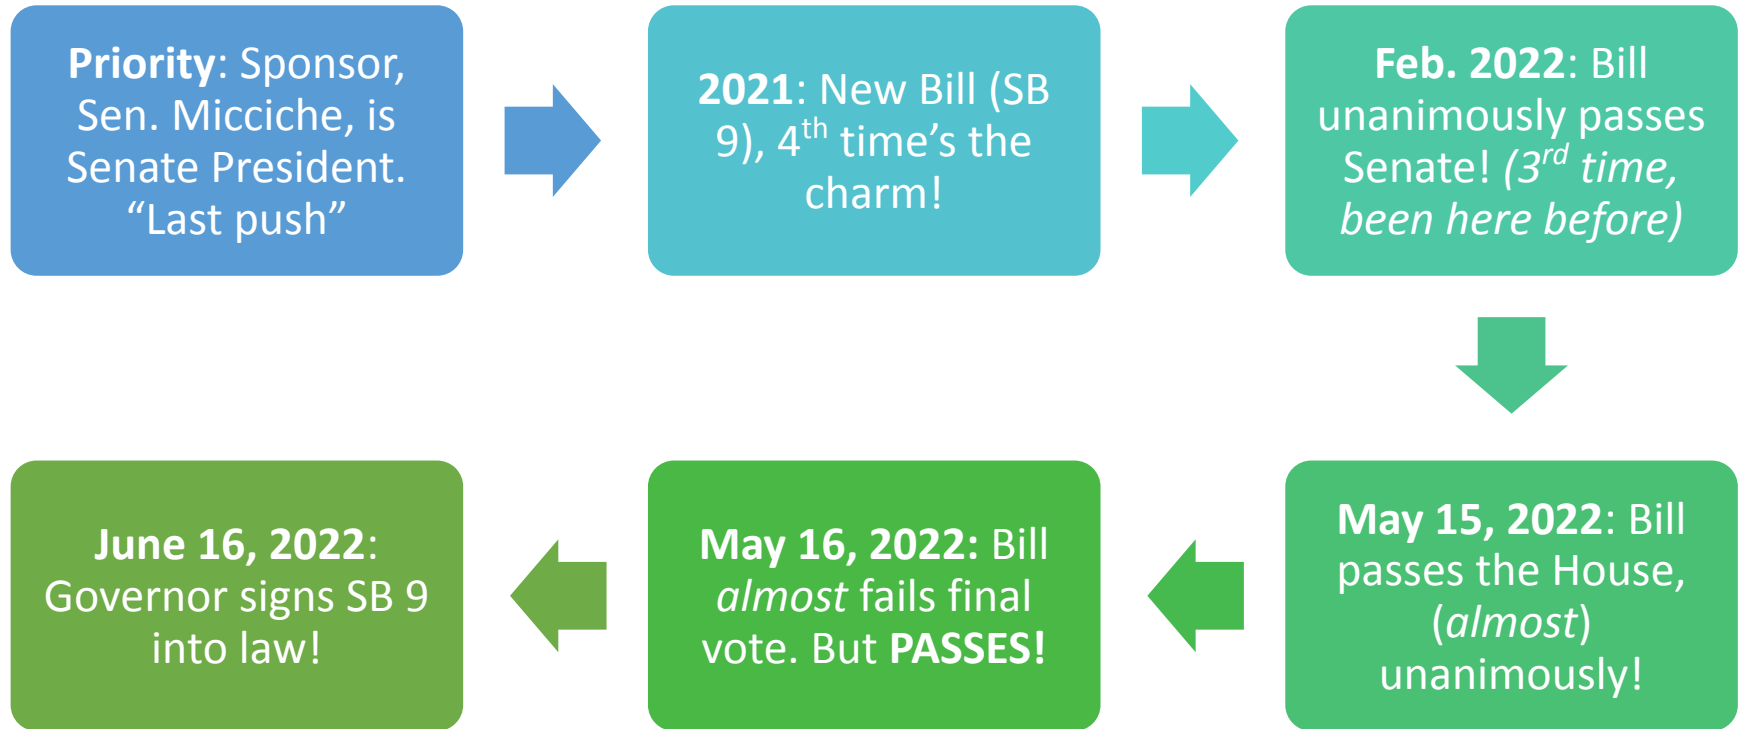 Priority: Sponsor,
Sen. Micciche, is
Senate President.
“Last push”
2021: New Bill (SB
9), 4th time’s the
charm!
Feb. 2022: Bill
unanimously passes
Senate! (3rd time,
been here before)
May 15, 2022: Bill
passes the House,
(almost)
unanimously!
May 16, 2022: Bill
almost fails final
vote. But PASSES!
June 16, 2022:
Governor signs SB 9
into law!